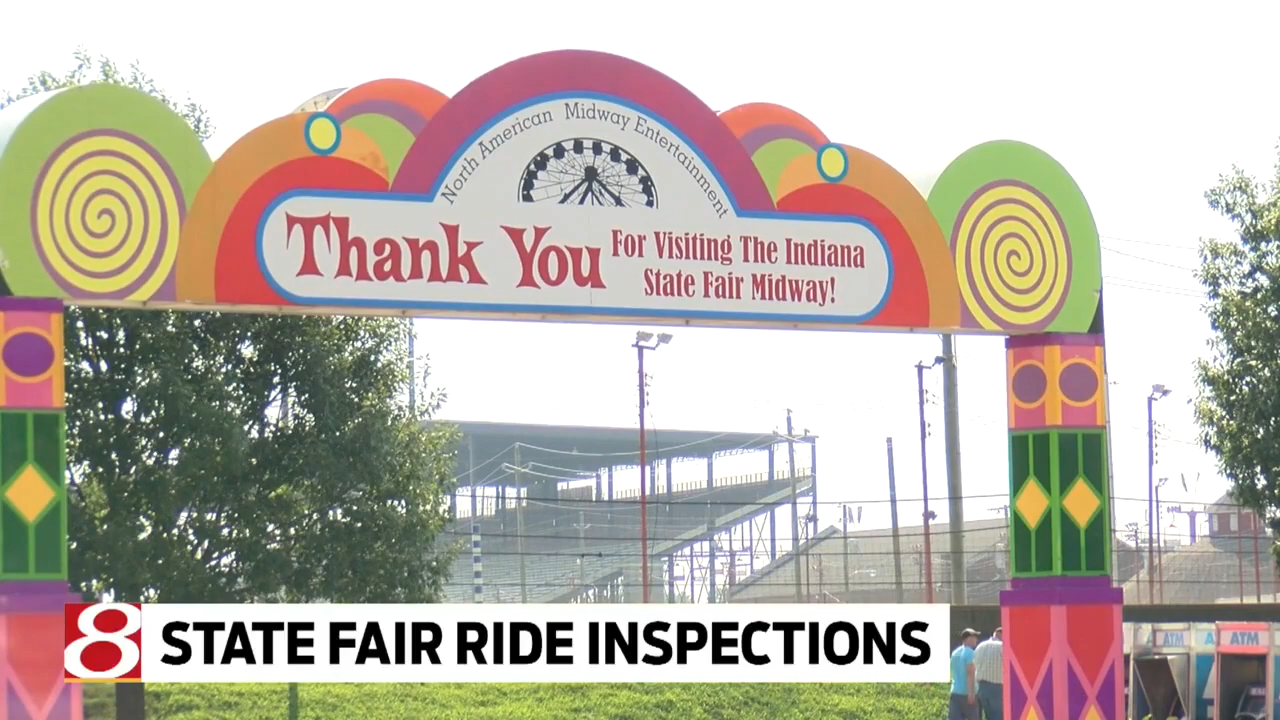 North American Midway Entertainment
Thank You
For Visiting The Indiana
State Fair Midway!
8
STATE FAIR RIDE INSPECTIONS
ATM
A
ATM